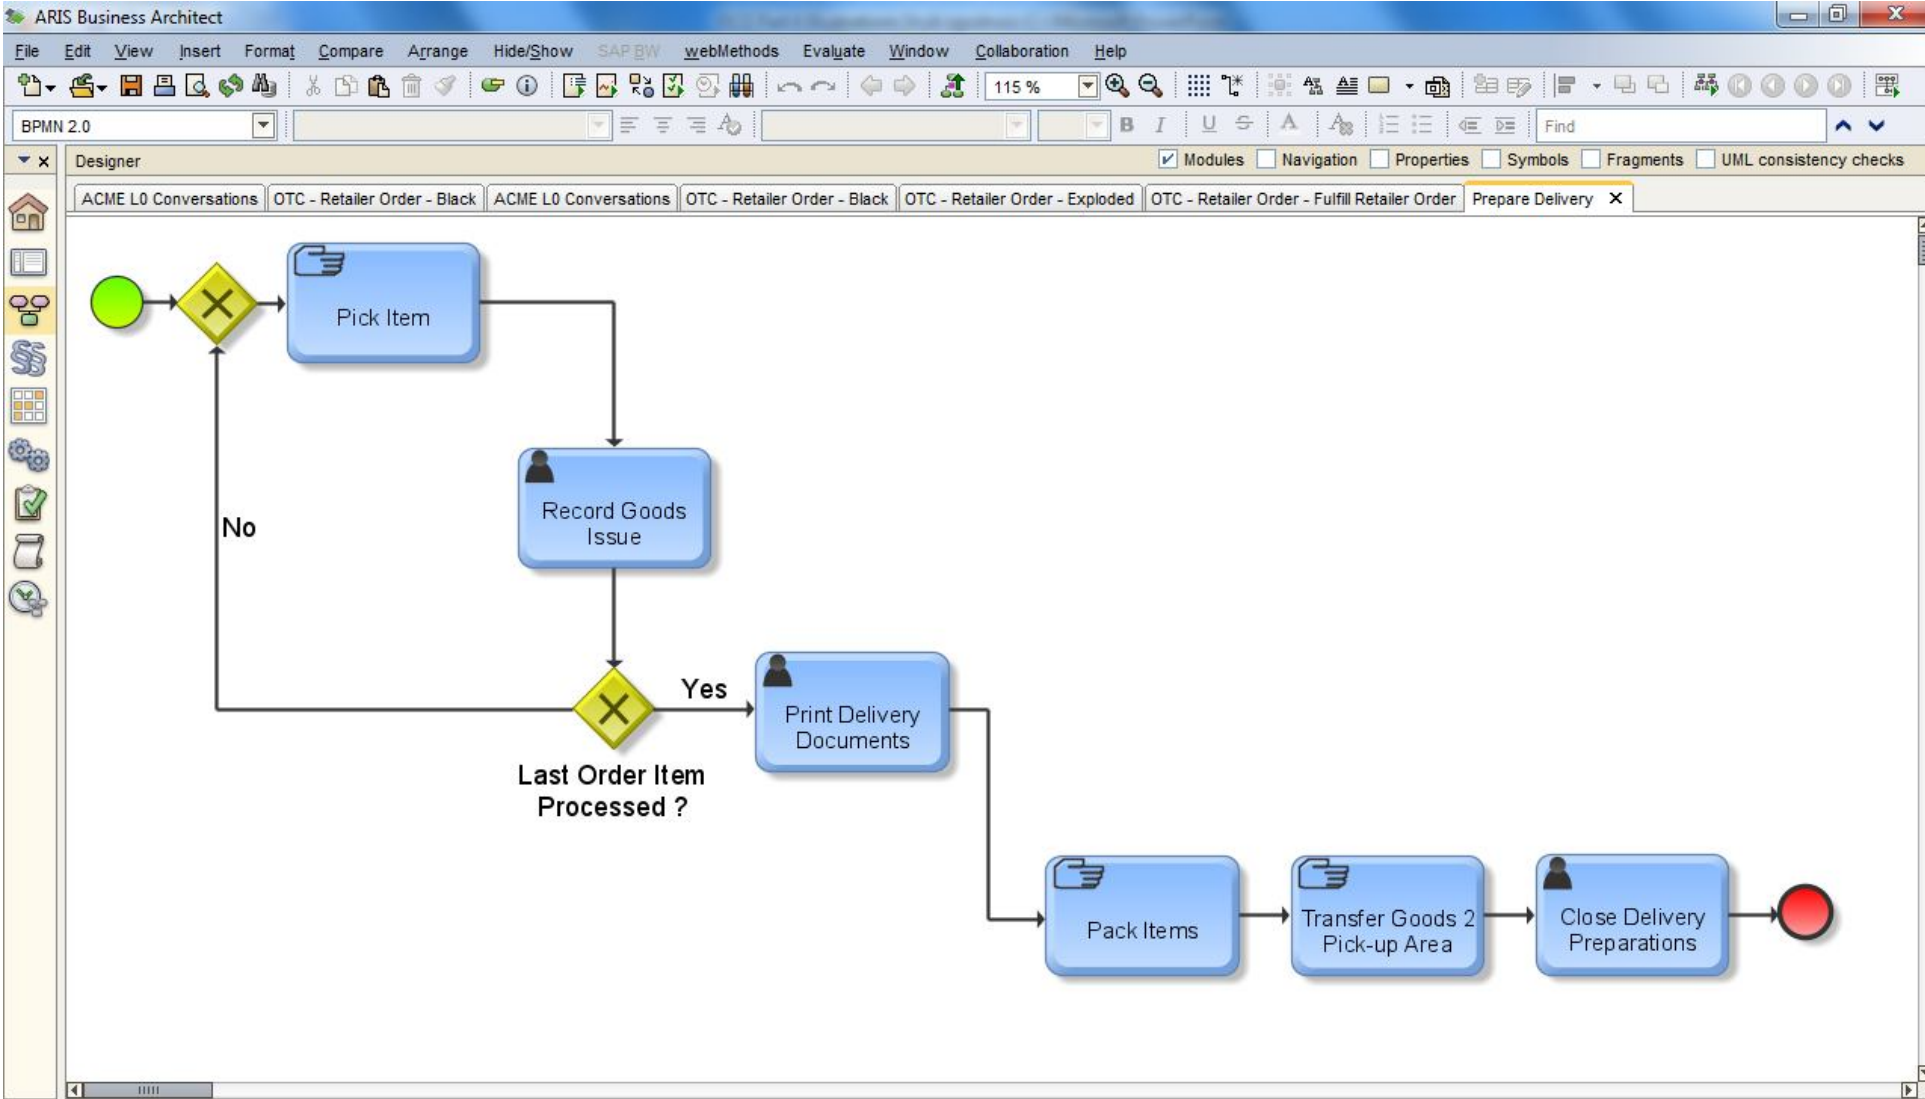 ARIS Business Architect
File Edit View Insert Format Compare Arrange Hide/Show SAP BW webMethods Evaluate Window Collaboration Help
115 %
BPMN 2.0
B I U S A
Find
Designer
Modules Navigation Properties Symbols Fragments UML consistency checks
ACME L0 Conversations OTC - Retailer Order - Black ACME L0 Conversations OTC - Retailer Order - Black OTC - Retailer Order - Exploded OTC - Retailer Order - Fulfill Retailer Order Prepare Delivery
Pick Item
Record Goods
Issue
No
Yes
Print Delivery
Documents
Last Order Item
Processed ?
Pack Items
Transfer Goods 2
Pick-up Area
Close Delivery
Preparations